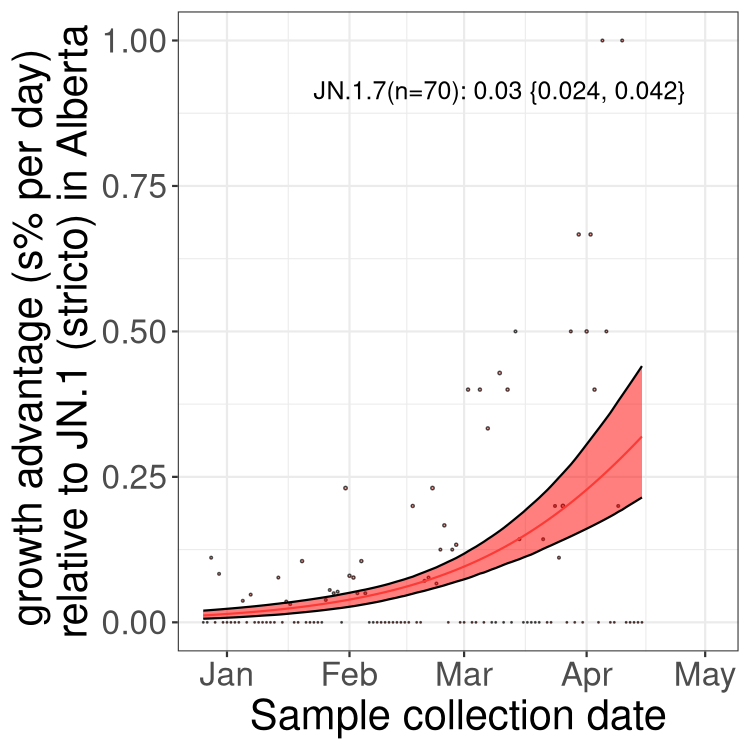 growth advantage (s% per day)
relative to JN.1 (stricto) in Alberta
1.00
0.75
0.50
0.25
0.00
JN.1.7(n=70): 0.03 {0.024, 0.042}
Jan Feb Mar Apr May
Sample collection date